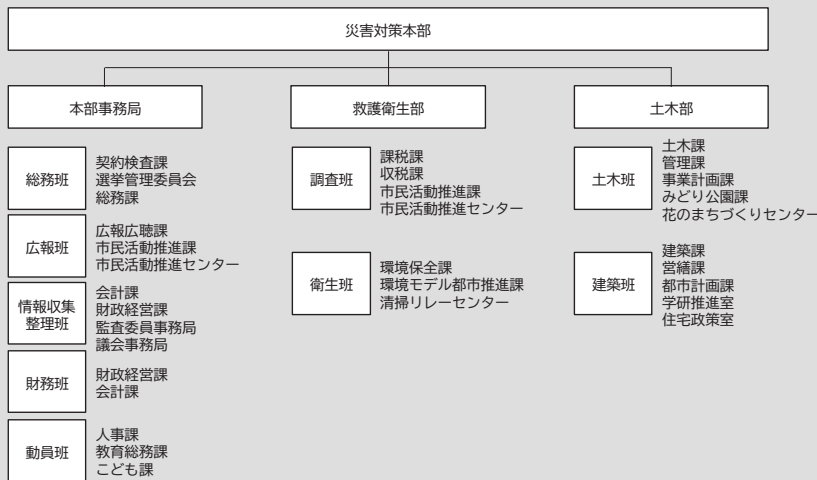 災害対策本部
本部事務局
救護衛生部
土木部
総務班
契約検査課
選挙管理委員会
総務課
広報班
広報広聴課
市民活動推進課
市民活動推進センター
情報収集
整理班
会計課
財政経営課
監査委員事務局
議会事務局
財務班
財政経営課
会計課
動員班
人事課
教育総務課
こども課
調査班
課税課
収税課
市民活動推進課
市民活動推進センター
衛生班
環境保全課
環境モデル都市推進課
清掃リレーセンター
土木班
土木課
管理課
事業計画課
みどり公園課
花のまちづくりセンター
建築班
建築課
営繕課
都市計画課
学研推進室
住宅政策室